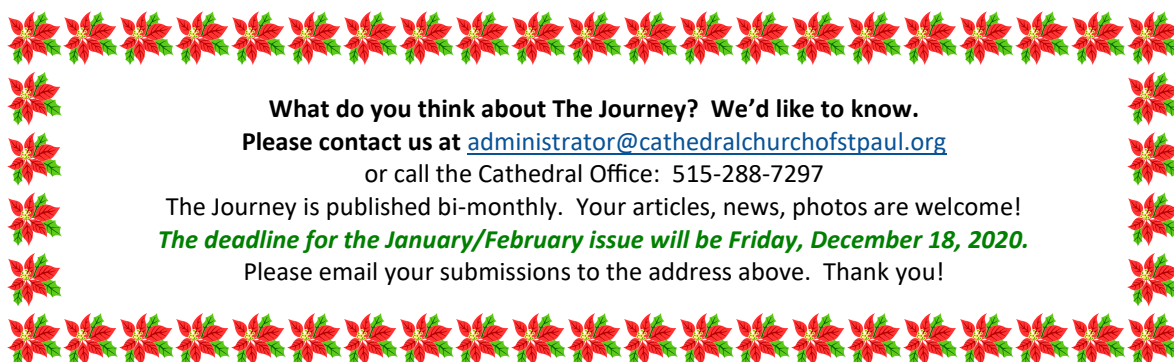 What do you think about The Journey?  We’d like to know.
Please contact us at administrator@cathedralchurchofstpaul.org
or call the Cathedral Office:  515-288-7297
The Journey is published bi-monthly.  Your articles, news, photos are welcome!
The deadline for the January/February issue will be Friday, December 18, 2020.
Please email your submissions to the address above.  Thank you!